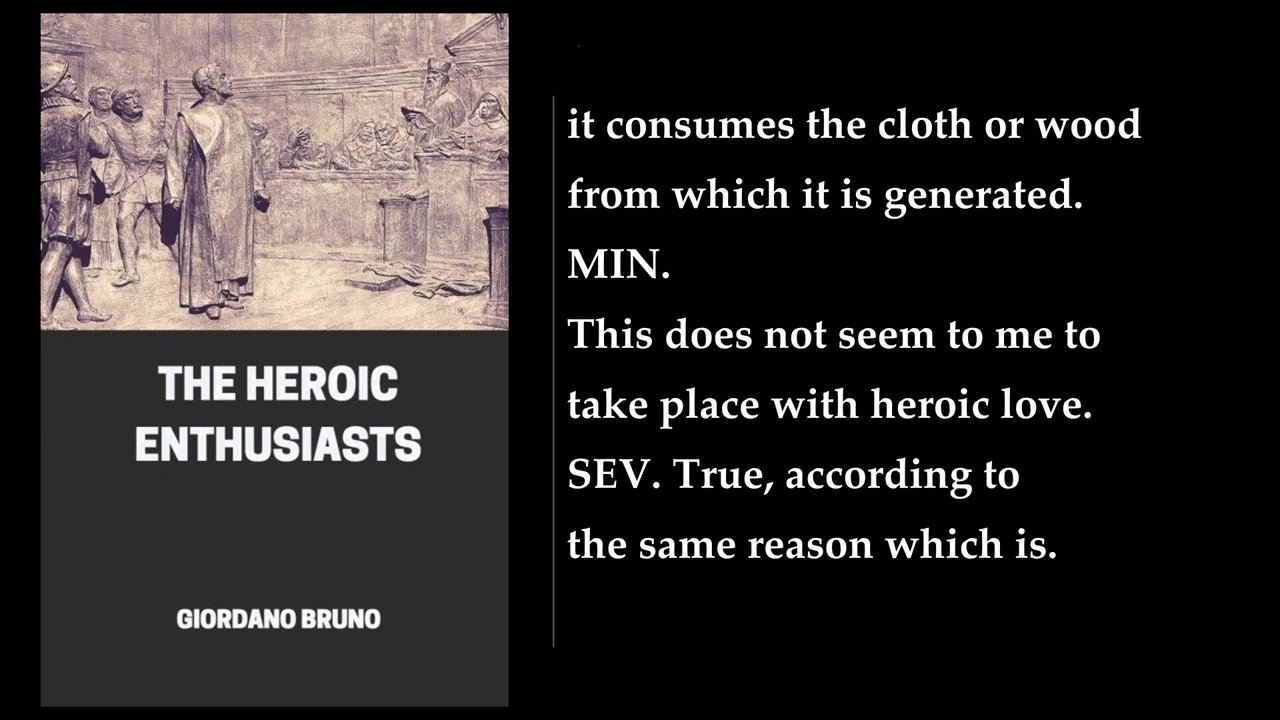 THE HEROIC
ENTHUSIASTS
GIORDANO BRUNO
it consumes the cloth or wood
from which it is generated.
MIN.
This does not seem to me to
take place with heroic love.
SEV. True, according to
the same reason which is.